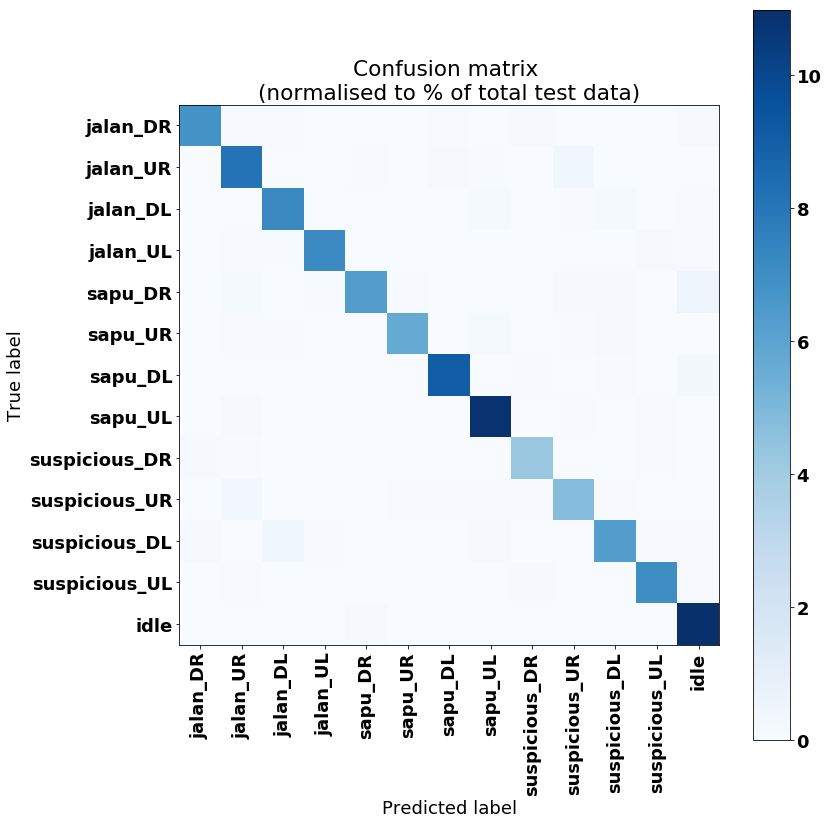 Confusion matrix
(normalised to % of total test data)
True label
jalan_DR
jalan_UR
jalan_DL
jalan_UL
sapu_DR
sapu_UR
sapu_DL
sapu_UL
suspicious_DR
suspicious_UR
suspicious_DL
suspicious_UL
idle
jalan_DR
jalan_UR
jalan_DL
jalan_UL
sapu_DR
sapu_UR
sapu_DL
sapu_UL
suspicious_DR
suspicious_UR
suspicious_DL
suspicious_UL
idle
Predicted label
10
8
6
4
2
0